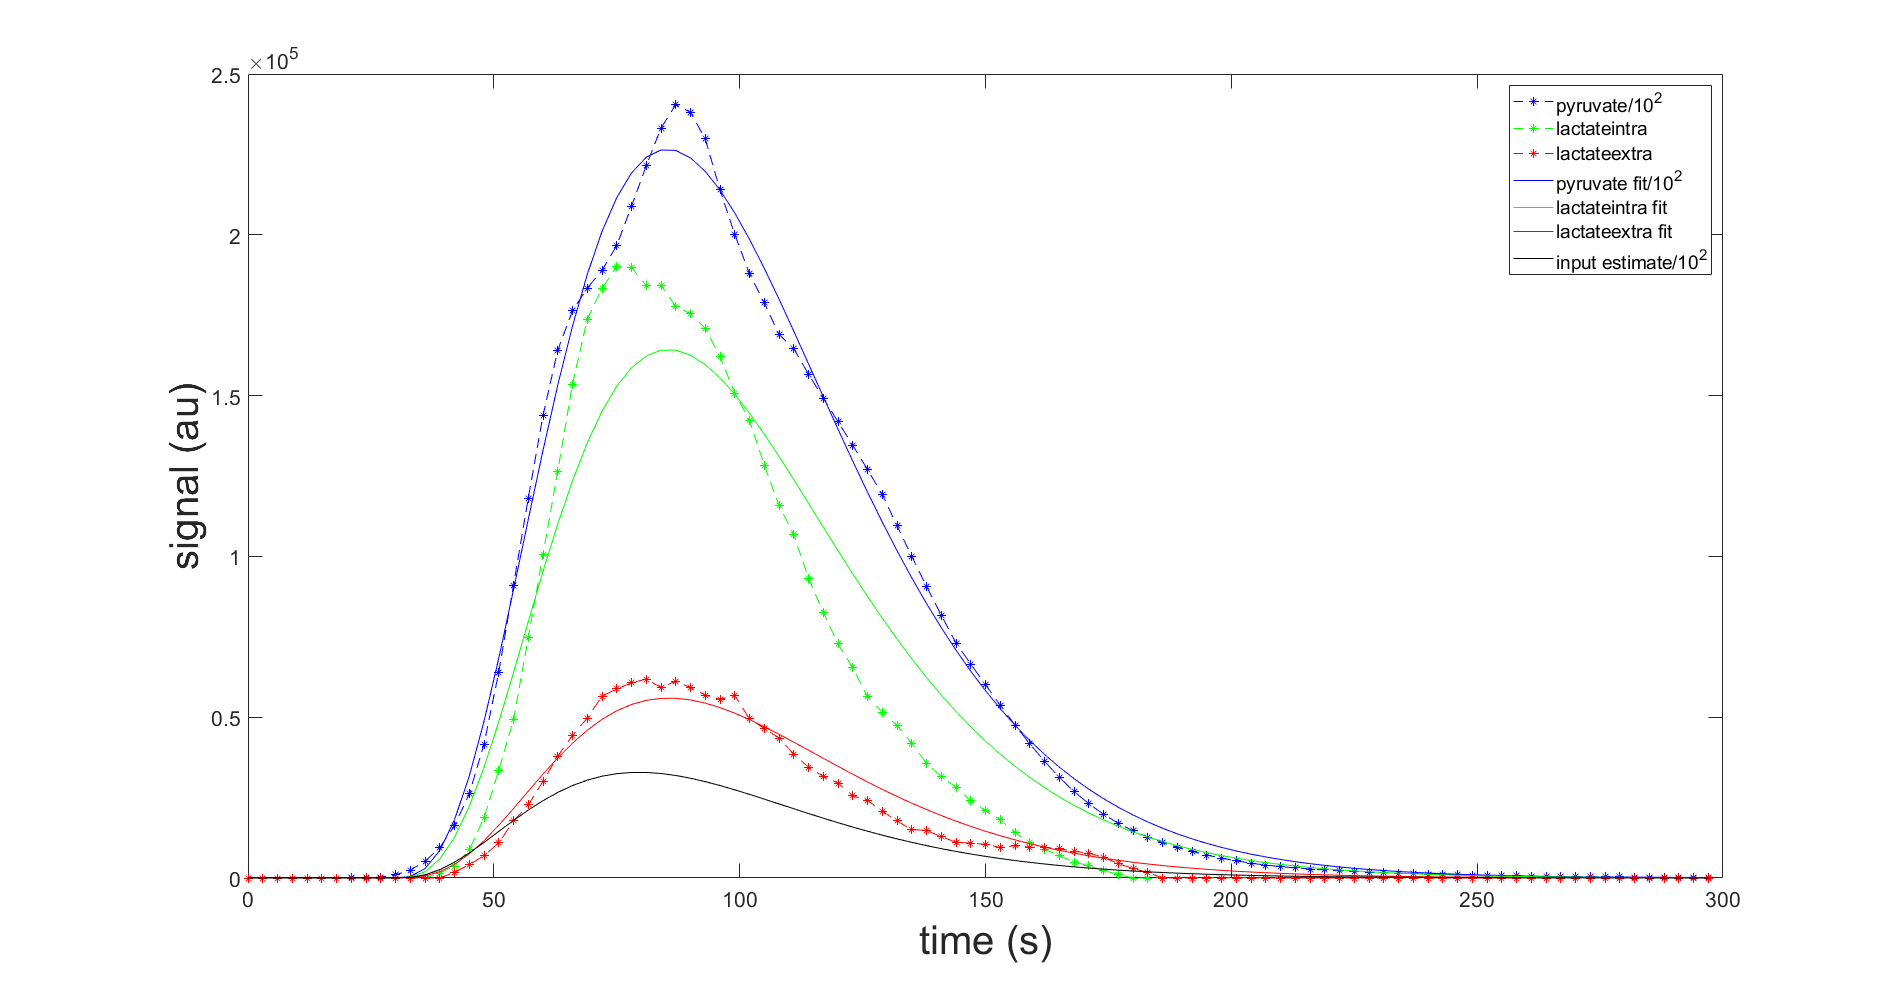 ×10^5
2.5
2
1.5
1
0.5
0
0 50 100 150 200 250 300
signal (au)
time (s)
pyruvate/10^2
lactateintra
lactateextra
pyruvate fit/10^2
lactateintra fit
lactateextra fit
input estimate/10^2